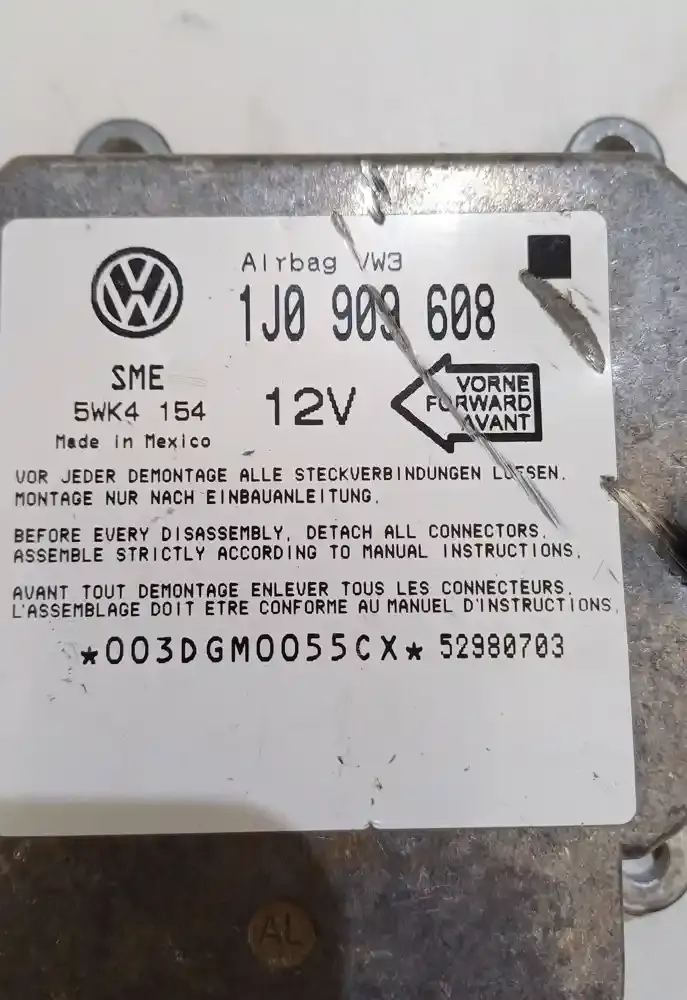 Airbag VW3
1J0 909 608
SME
5WK4 154
Made in Mexico
12V
VORNE
FORWARD
AVANT
VOR JEDER DEMONTAGE ALLE STECKVERBINDUNGEN LOESEN.
MONTAGE NUR NACH EINBAUANLEITUNG.
BEFORE EVERY DISASSEMBLY, DETACH ALL CONNECTORS.
ASSEMBLE STRICTLY ACCORDING TO MANUAL INSTRUCTIONS.
AVANT TOUT DEMONTAGE ENLEVER TOUS LES CONNECTEURS.
L'ASSEMBLAGE DOIT ETRE CONFORME AU MANUEL D'INSTRUCTIONS.
*003DGM0055CX* 52980703
AL